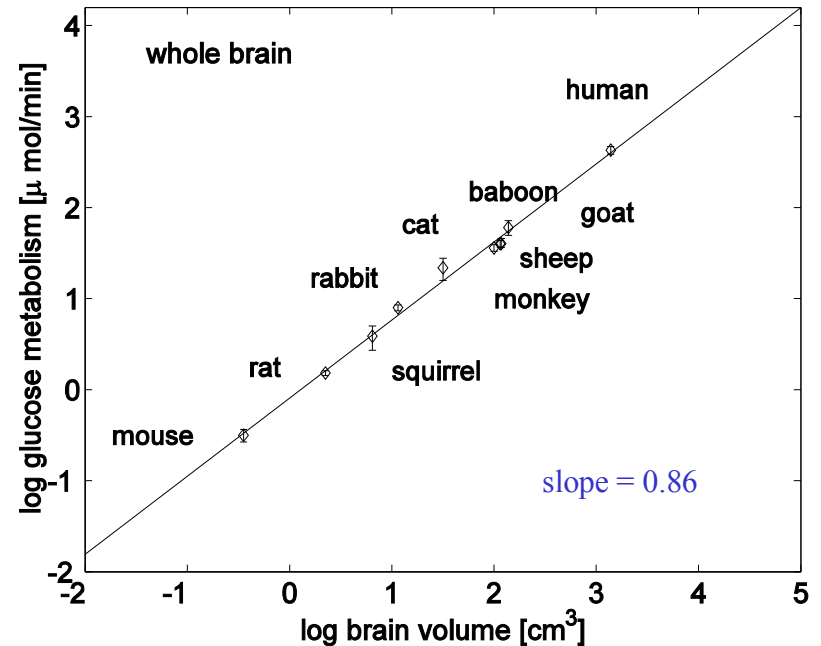 whole brain
human
baboon
goat
cat
sheep
rabbit
monkey
rat
squirrel
mouse
slope = 0.86
log glucose metabolism [μ mol/min]
4
3
2
1
0
-1
-2
-2 -1 0 1 2 3 4 5
log brain volume [cm³]